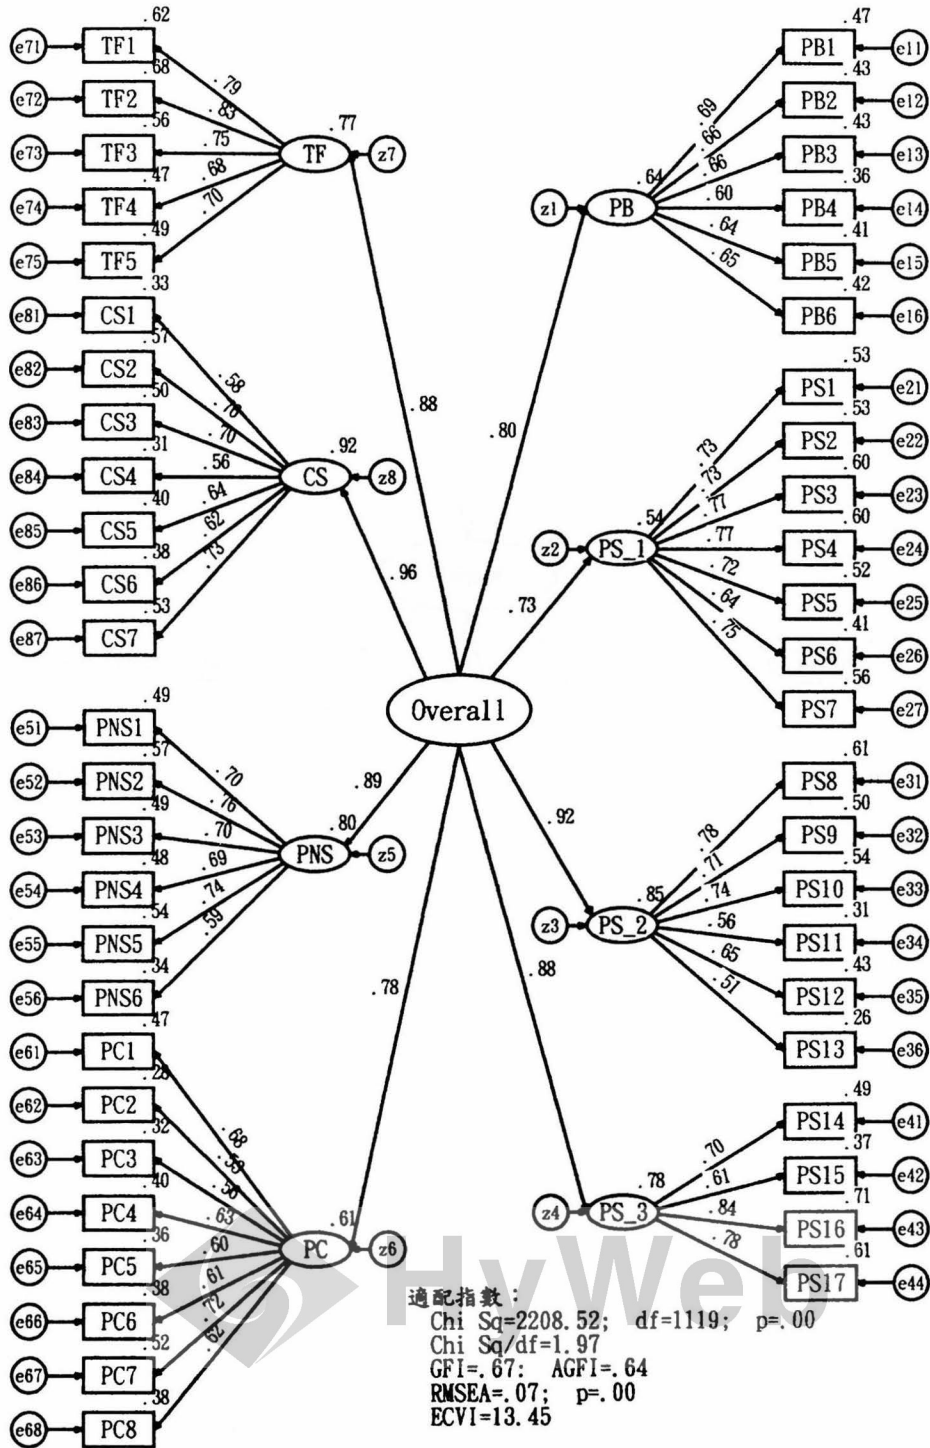 .62
e71 TF1
.68
e72 TF2
.56
e73 TF3
.47
e74 TF4
.49
e75 TF5
.79
.83
.75
.68
.70
.77
TF z7
.33
e81 CS1
.57
e82 CS2
.50
e83 CS3
.31
e84 CS4
.40
e85 CS5
.38
e86 CS6
.53
e87 CS7
.58
.76
.70
.56
.64
.62
.73
.92
CS z8
.49
e51 PNS1
.57
e52 PNS2
.49
e53 PNS3
.48
e54 PNS4
.54
e55 PNS5
.34
e56 PNS6
.70
.76
.70
.69
.74
.59
.80
PNS z5
.47
e61 PC1
.28
e62 PC2
.32
e63 PC3
.40
e64 PC4
.36
e65 PC5
.38
e66 PC6
.52
e67 PC7
.38
e68 PC8
.68
.56
.63
.60
.61
.72
.62
.61
PC z6
.88
.80
.96
.73
Overall
.89
.92
.78
.88
.47
PB1 e11
.43
PB2 e12
.43
PB3 e13
.36
PB4 e14
.41
PB5 e15
.42
PB6 e16
.69
.66
.66
.60
.64
.65
.64
z1 PB
.53
PS1 e21
.53
PS2 e22
.60
PS3 e23
.60
PS4 e24
.52
PS5 e25
.41
PS6 e26
.56
PS7 e27
.73
.73
.77
.77
.72
.64
.75
.54
z2 PS_1
.61
PS8 e31
.50
PS9 e32
.54
PS10 e33
.31
PS11 e34
.43
PS12 e35
.26
PS13 e36
.78
.71
.74
.56
.65
.51
.85
z3 PS_2
.49
PS14 e41
.37
PS15 e42
.71
PS16 e43
.61
PS17 e44
.70
.61
.84
.78
.78
z4 PS_3
HyWeb
適配指數：
Chi Sq=2208.52; df=1119; p=.00
Chi Sq/df=1.97
GFI=.67: AGFI=.64
RMSEA=.07; p=.00
ECVI=13.45